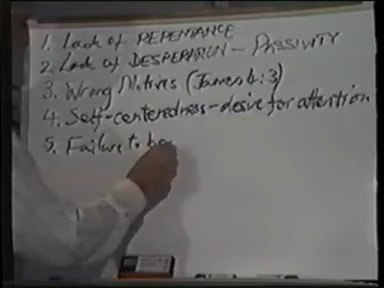 1. Lack of REPENTANCE
2. Lack of DESPERATION - PASSIVITY
3. Wrong Motives (James 4:3)
4. Self-centeredness-desire for attention
5. Failure to be